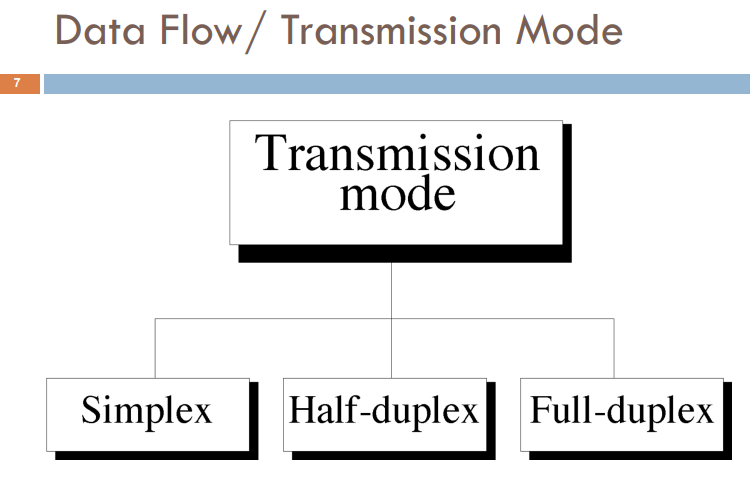 Data Flow/ Transmission Mode
7
Transmission
mode
Simplex
Half-duplex
Full-duplex